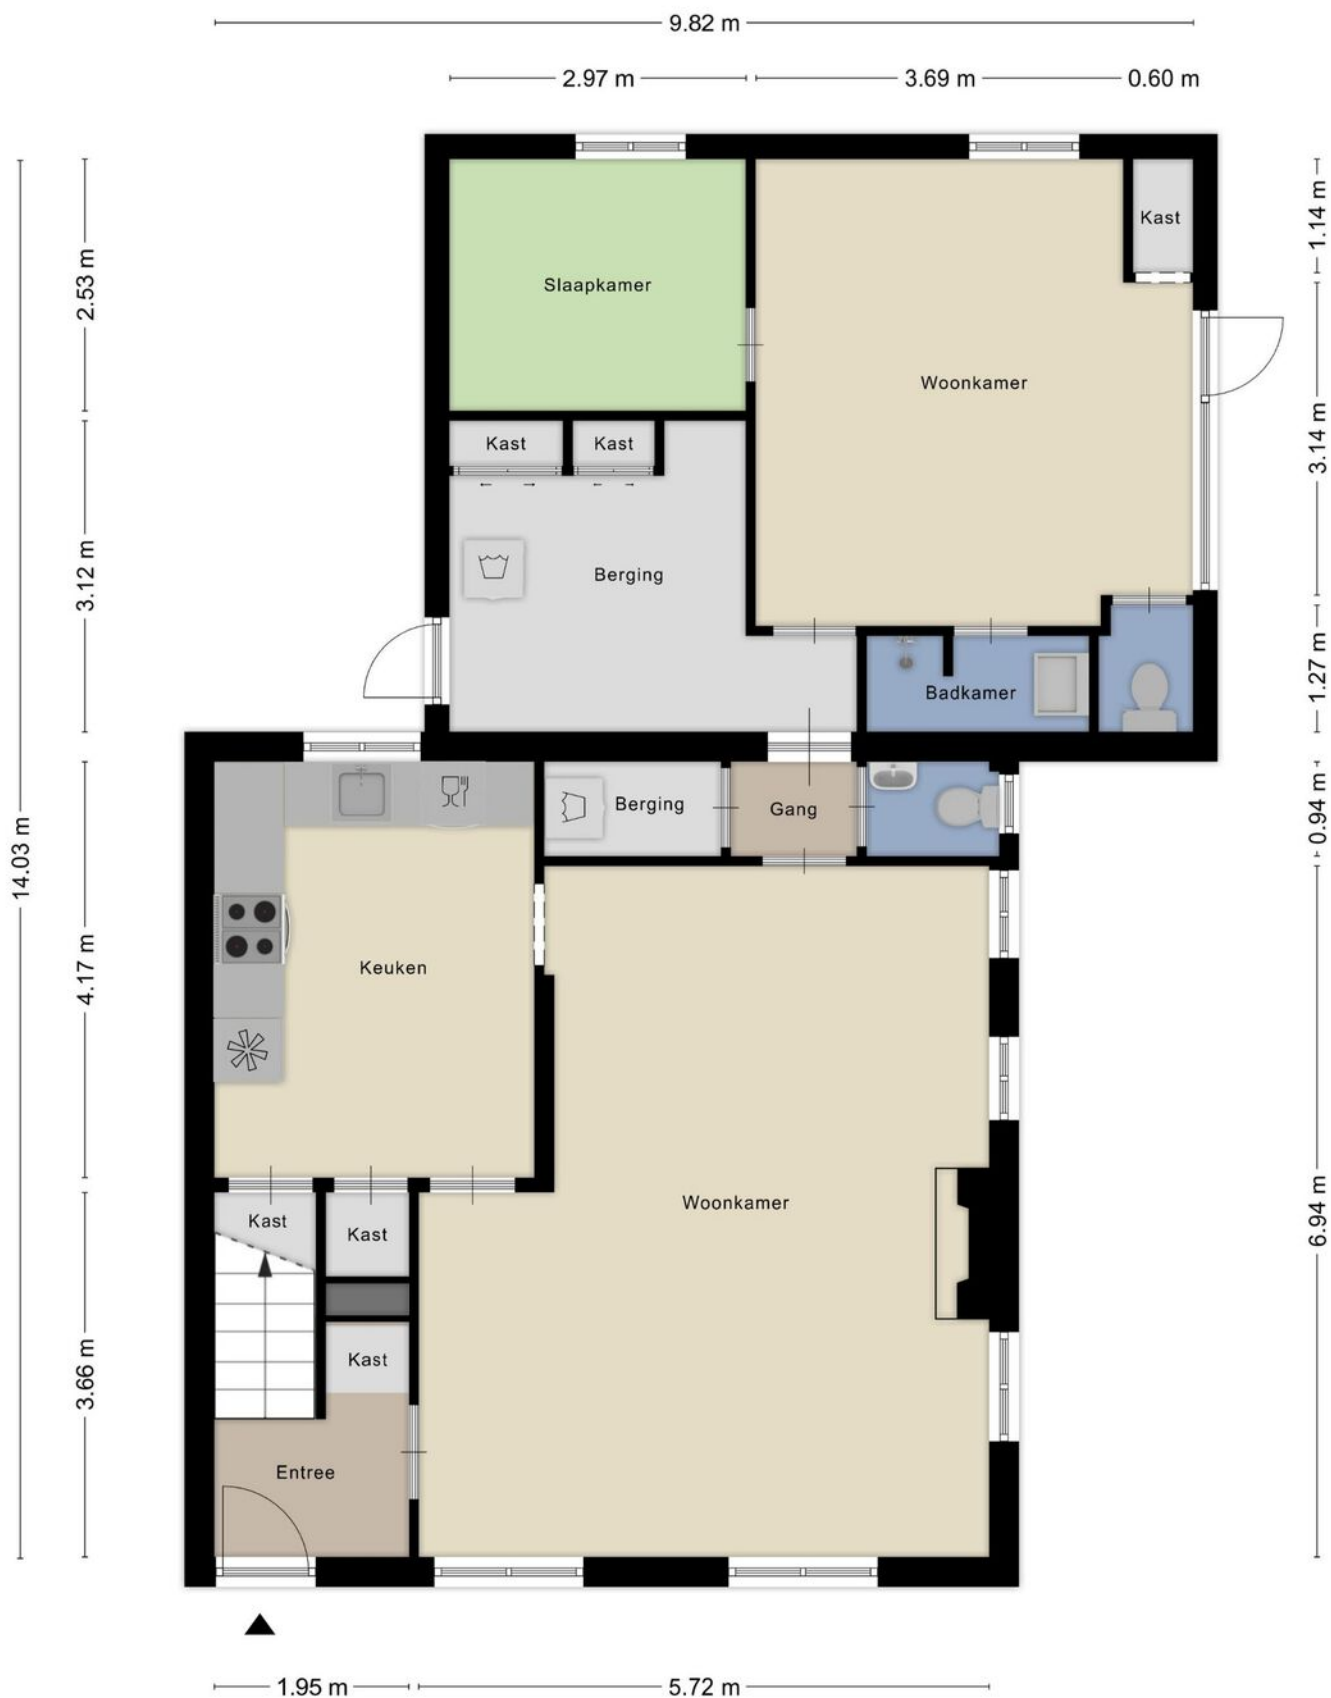 9.82 m
2.97 m
3.69 m
0.60 m
14.03 m
2.53 m
3.12 m
4.17 m
3.66 m
1.14 m
3.14 m
1.27 m
0.94 m
6.94 m
Kast
Slaapkamer
Woonkamer
Kast
Kast
Berging
Badkamer
Berging
Gang
Keuken
Woonkamer
Kast
Kast
Kast
Entree
1.95 m
5.72 m